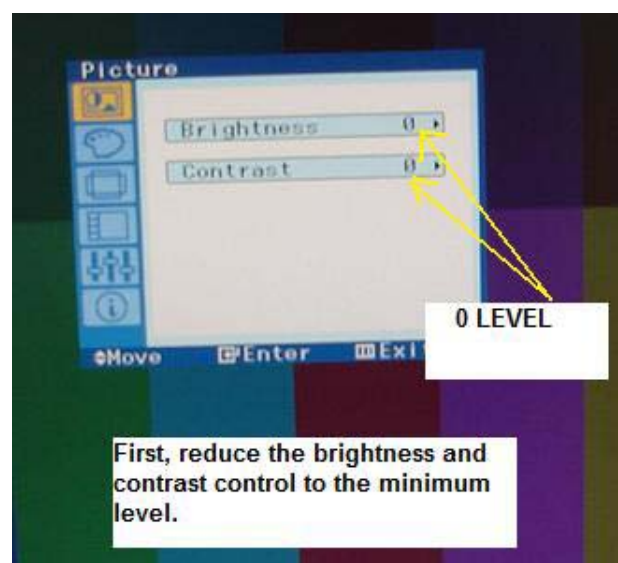 Picture
Brightness 0
Contrast 0
0 LEVEL
Move Enter Exi
First, reduce the brightness and
contrast control to the minimum
level.